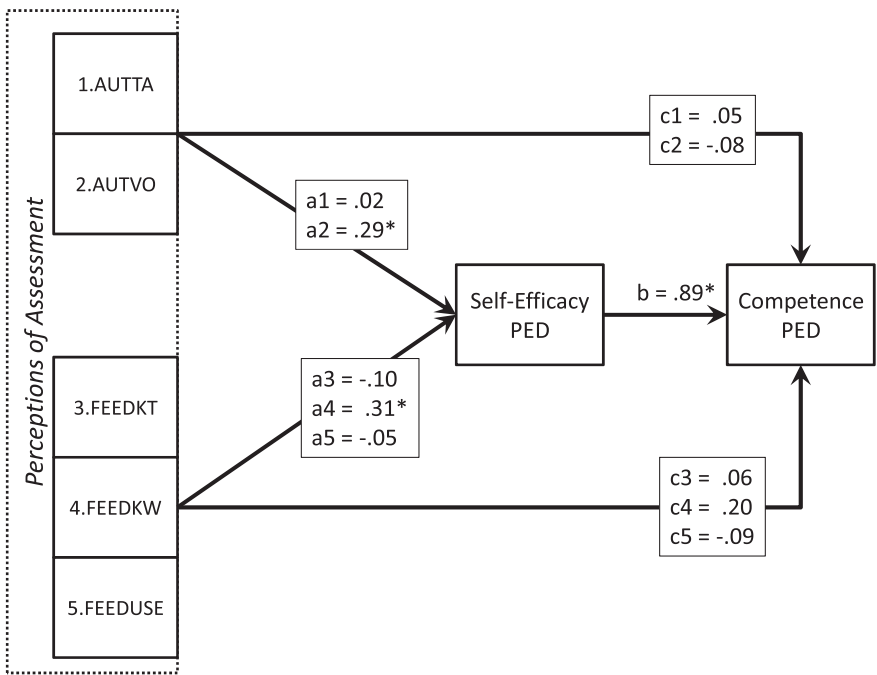 Perceptions of Assessment
1.AUTTA
2.AUTVO
3.FEEDKT
4.FEEDKW
5.FEEDUSE
a1 = .02
a2 = .29*
a3 = -.10
a4 = .31*
a5 = -.05
Self-Efficacy
PED
b = .89*
c1 = .05
c2 = -.08
Competence
PED
c3 = .06
c4 = .20
c5 = -.09